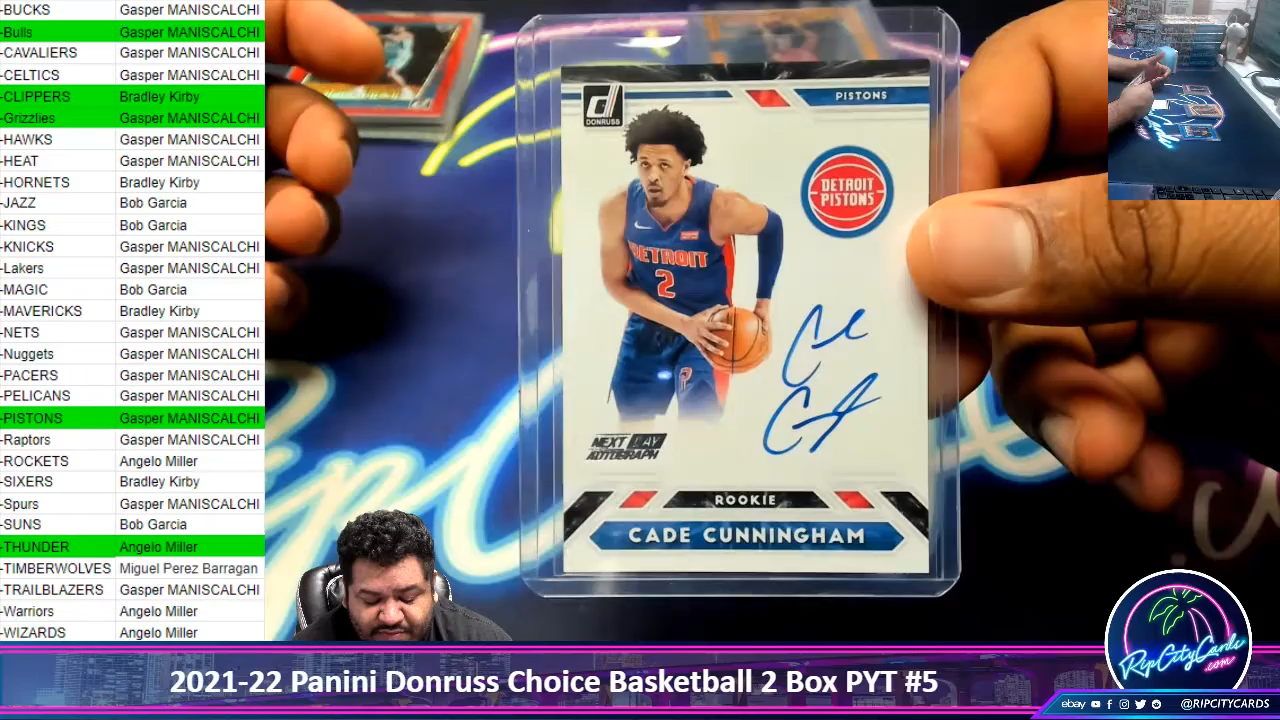 -BUCKS Gasper MANISCALCHI
-Bulls Gasper MANISCALCHI
-CAVALIERS Gasper MANISCALCHI
-CELTICS Gasper MANISCALCHI
-CLIPPERS Bradley Kirby
-Grizzlies Gasper MANISCALCHI
-HAWKS Gasper MANISCALCHI
-HEAT Gasper MANISCALCHI
-HORNETS Bradley Kirby
-JAZZ Bob Garcia
-KINGS Bob Garcia
-KNICKS Gasper MANISCALCHI
-Lakers Gasper MANISCALCHI
-MAGIC Bob Garcia
-MAVERICKS Bradley Kirby
-NETS Gasper MANISCALCHI
-Nuggets Gasper MANISCALCHI
-PACERS Gasper MANISCALCHI
-PELICANS Gasper MANISCALCHI
-PISTONS Gasper MANISCALCHI
-Raptors Gasper MANISCALCHI
-ROCKETS Angelo Miller
-SIXERS Bradley Kirby
-Spurs Gasper MANISCALCHI
-SUNS Bob Garcia
-THUNDER Angelo Miller
-TIMBERWOLVES Miguel Perez Barragan
-TRAILBLAZERS Gasper MANISCALCHI
-Warriors Angelo Miller
-WIZARDS Angelo Miller
d
DONRUSS
PISTONS
DETROIT
PISTONS
DETROIT
2
NEXT DAY
AUTOGRAPH
ROOKIE
CADE CUNNINGHAM
2021-22 Panini Donruss Choice Basketball 2 Box PYT #5
RipCityCards
.com
ebay @RIPCITYCARDS